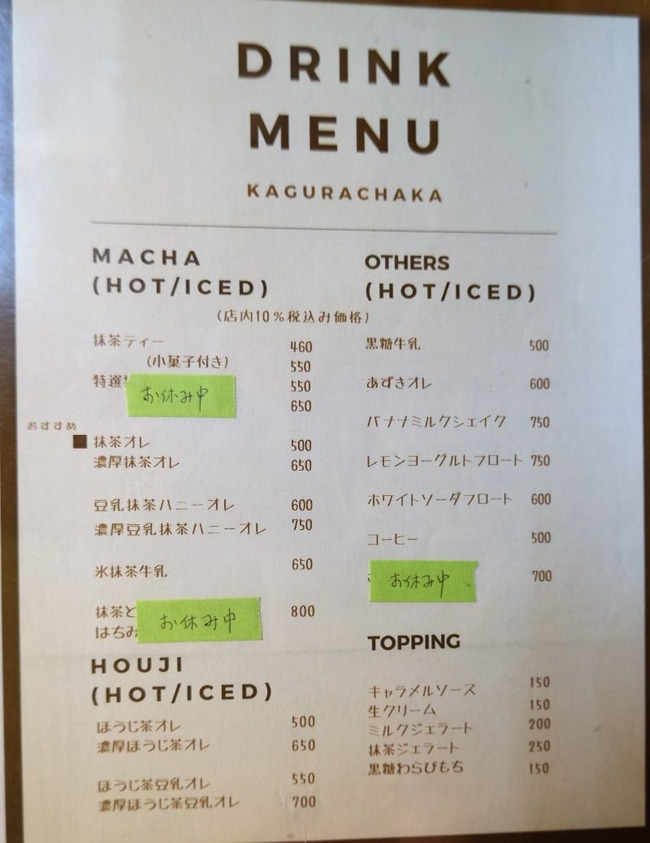 DRINK
MENU
KAGURACHAKA
MACHA
(HOT/ICED)
(店内10%税込み価格)
抹茶ティー 460
(小菓子付き) 550
特選 お休み中 550
650
おすすめ
■ 抹茶オレ 500
濃厚抹茶オレ 650
豆乳抹茶ハニーオレ 600
濃厚豆乳抹茶ハニーオレ 750
氷抹茶牛乳 650
抹茶と お休み中 800
はちみ
HOUJI
(HOT/ICED)
ほうじ茶オレ 500
濃厚ほうじ茶オレ 650
ほうじ茶豆乳オレ 550
濃厚ほうじ茶豆乳オレ 700
OTHERS
(HOT/ICED)
黒糖牛乳 500
あずきオレ 600
バナナミルクシェイク 750
レモンヨーグルトフロート 750
ホワイトソーダフロート 600
コーヒー 500
お休み中 700
TOPPING
キャラメルソース 150
生クリーム 150
ミルクジェラート 200
抹茶ジェラート 250
黒糖わらびもち 150